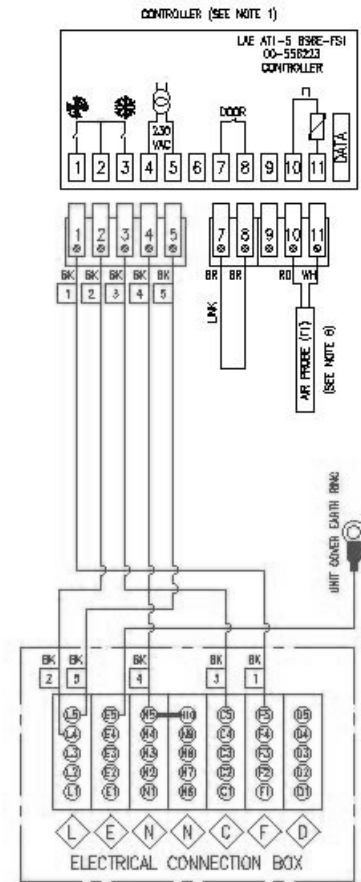 CONTROLLER (SEE NOTE 1)
LAE AT1-5 BS6E-FSI
00-556223
CONTROLLER
230
VAC
DOOR
DATA
1 2 3 4 5 6 7 8 9 10 11
1 2 3 4 5 7 8 9 10 11
BK BK BK BK BK BR BR RD WH
1 2 3 4 5
LINK
AIR PROBE (T1)
(SEE NOTE 6)
UNIT COVER EARTH RING
BK BK BK BK BK
2 5 4 3 1
L5 E5 N5 N10 C5 F5 D5
L4 E4 N4 N9 C4 F4 D4
L3 E3 N3 N8 C3 F3 D3
L2 E2 N2 N7 C2 F2 D2
L1 E1 N1 N6 C1 F1 D1
L E N N C F D
ELECTRICAL CONNECTION BOX